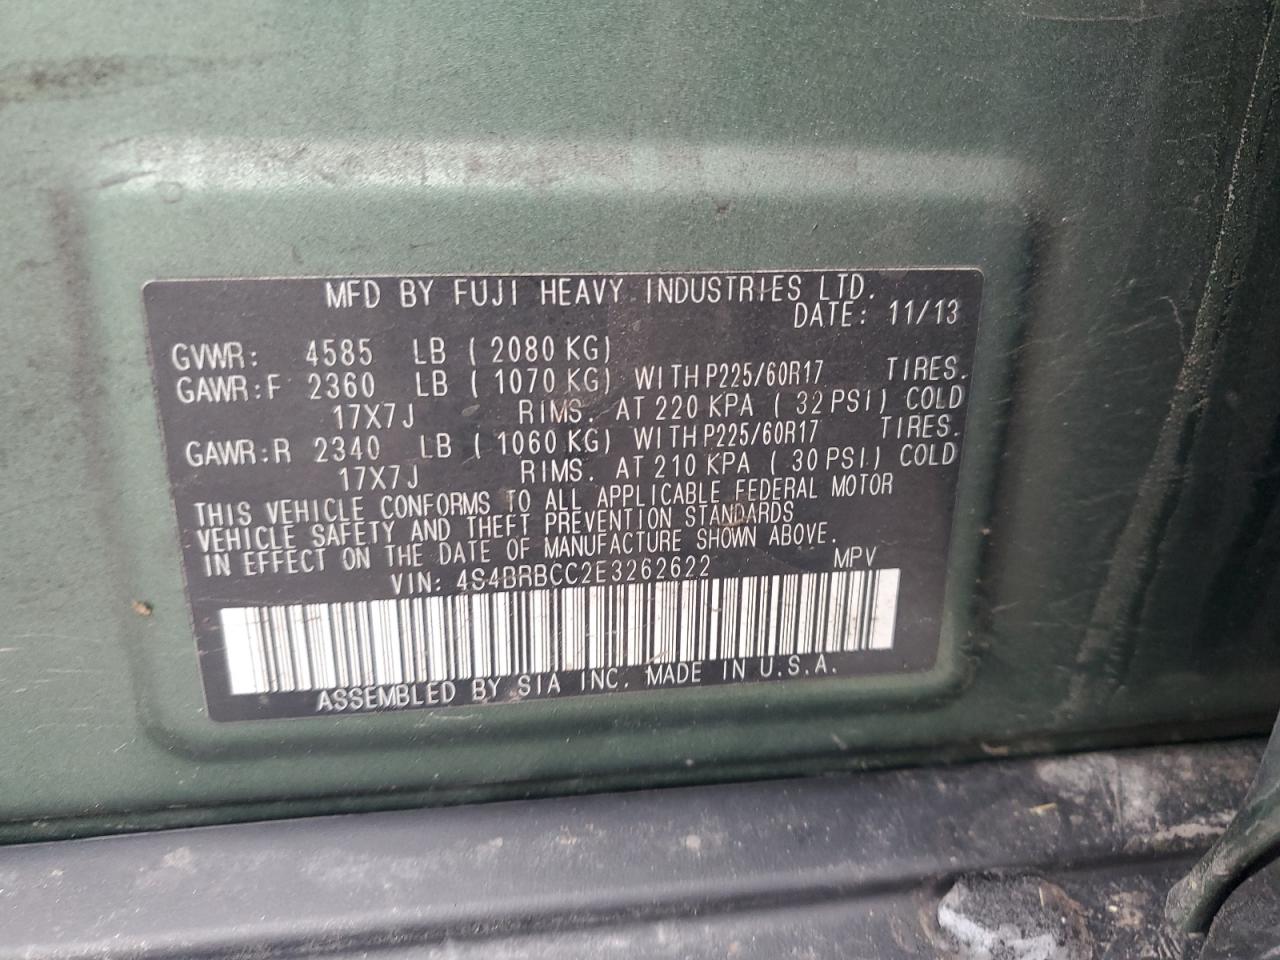 MFD BY FUJI HEAVY INDUSTRIES LTD.
DATE: 11/13
GVWR: 4585 LB ( 2080 KG)
GAWR:F 2360 LB ( 1070 KG) WITH P225/60R17 TIRES.
17X7J RIMS. AT 220 KPA ( 32 PSI) COLD
GAWR:R 2340 LB ( 1060 KG) WITH P225/60R17 TIRES.
17X7J RIMS. AT 210 KPA ( 30 PSI.) COLD
THIS VEHICLE CONFORMS TO ALL APPLICABLE FEDERAL MOTOR
VEHICLE SAFETY AND THEFT PREVENTION STANDARDS
IN EFFECT ON THE DATE OF MANUFACTURE SHOWN ABOVE.
VIN: 4S4BRBCC2E3262622 MPV
ASSEMBLED BY SIA INC. MADE IN U.S.A.